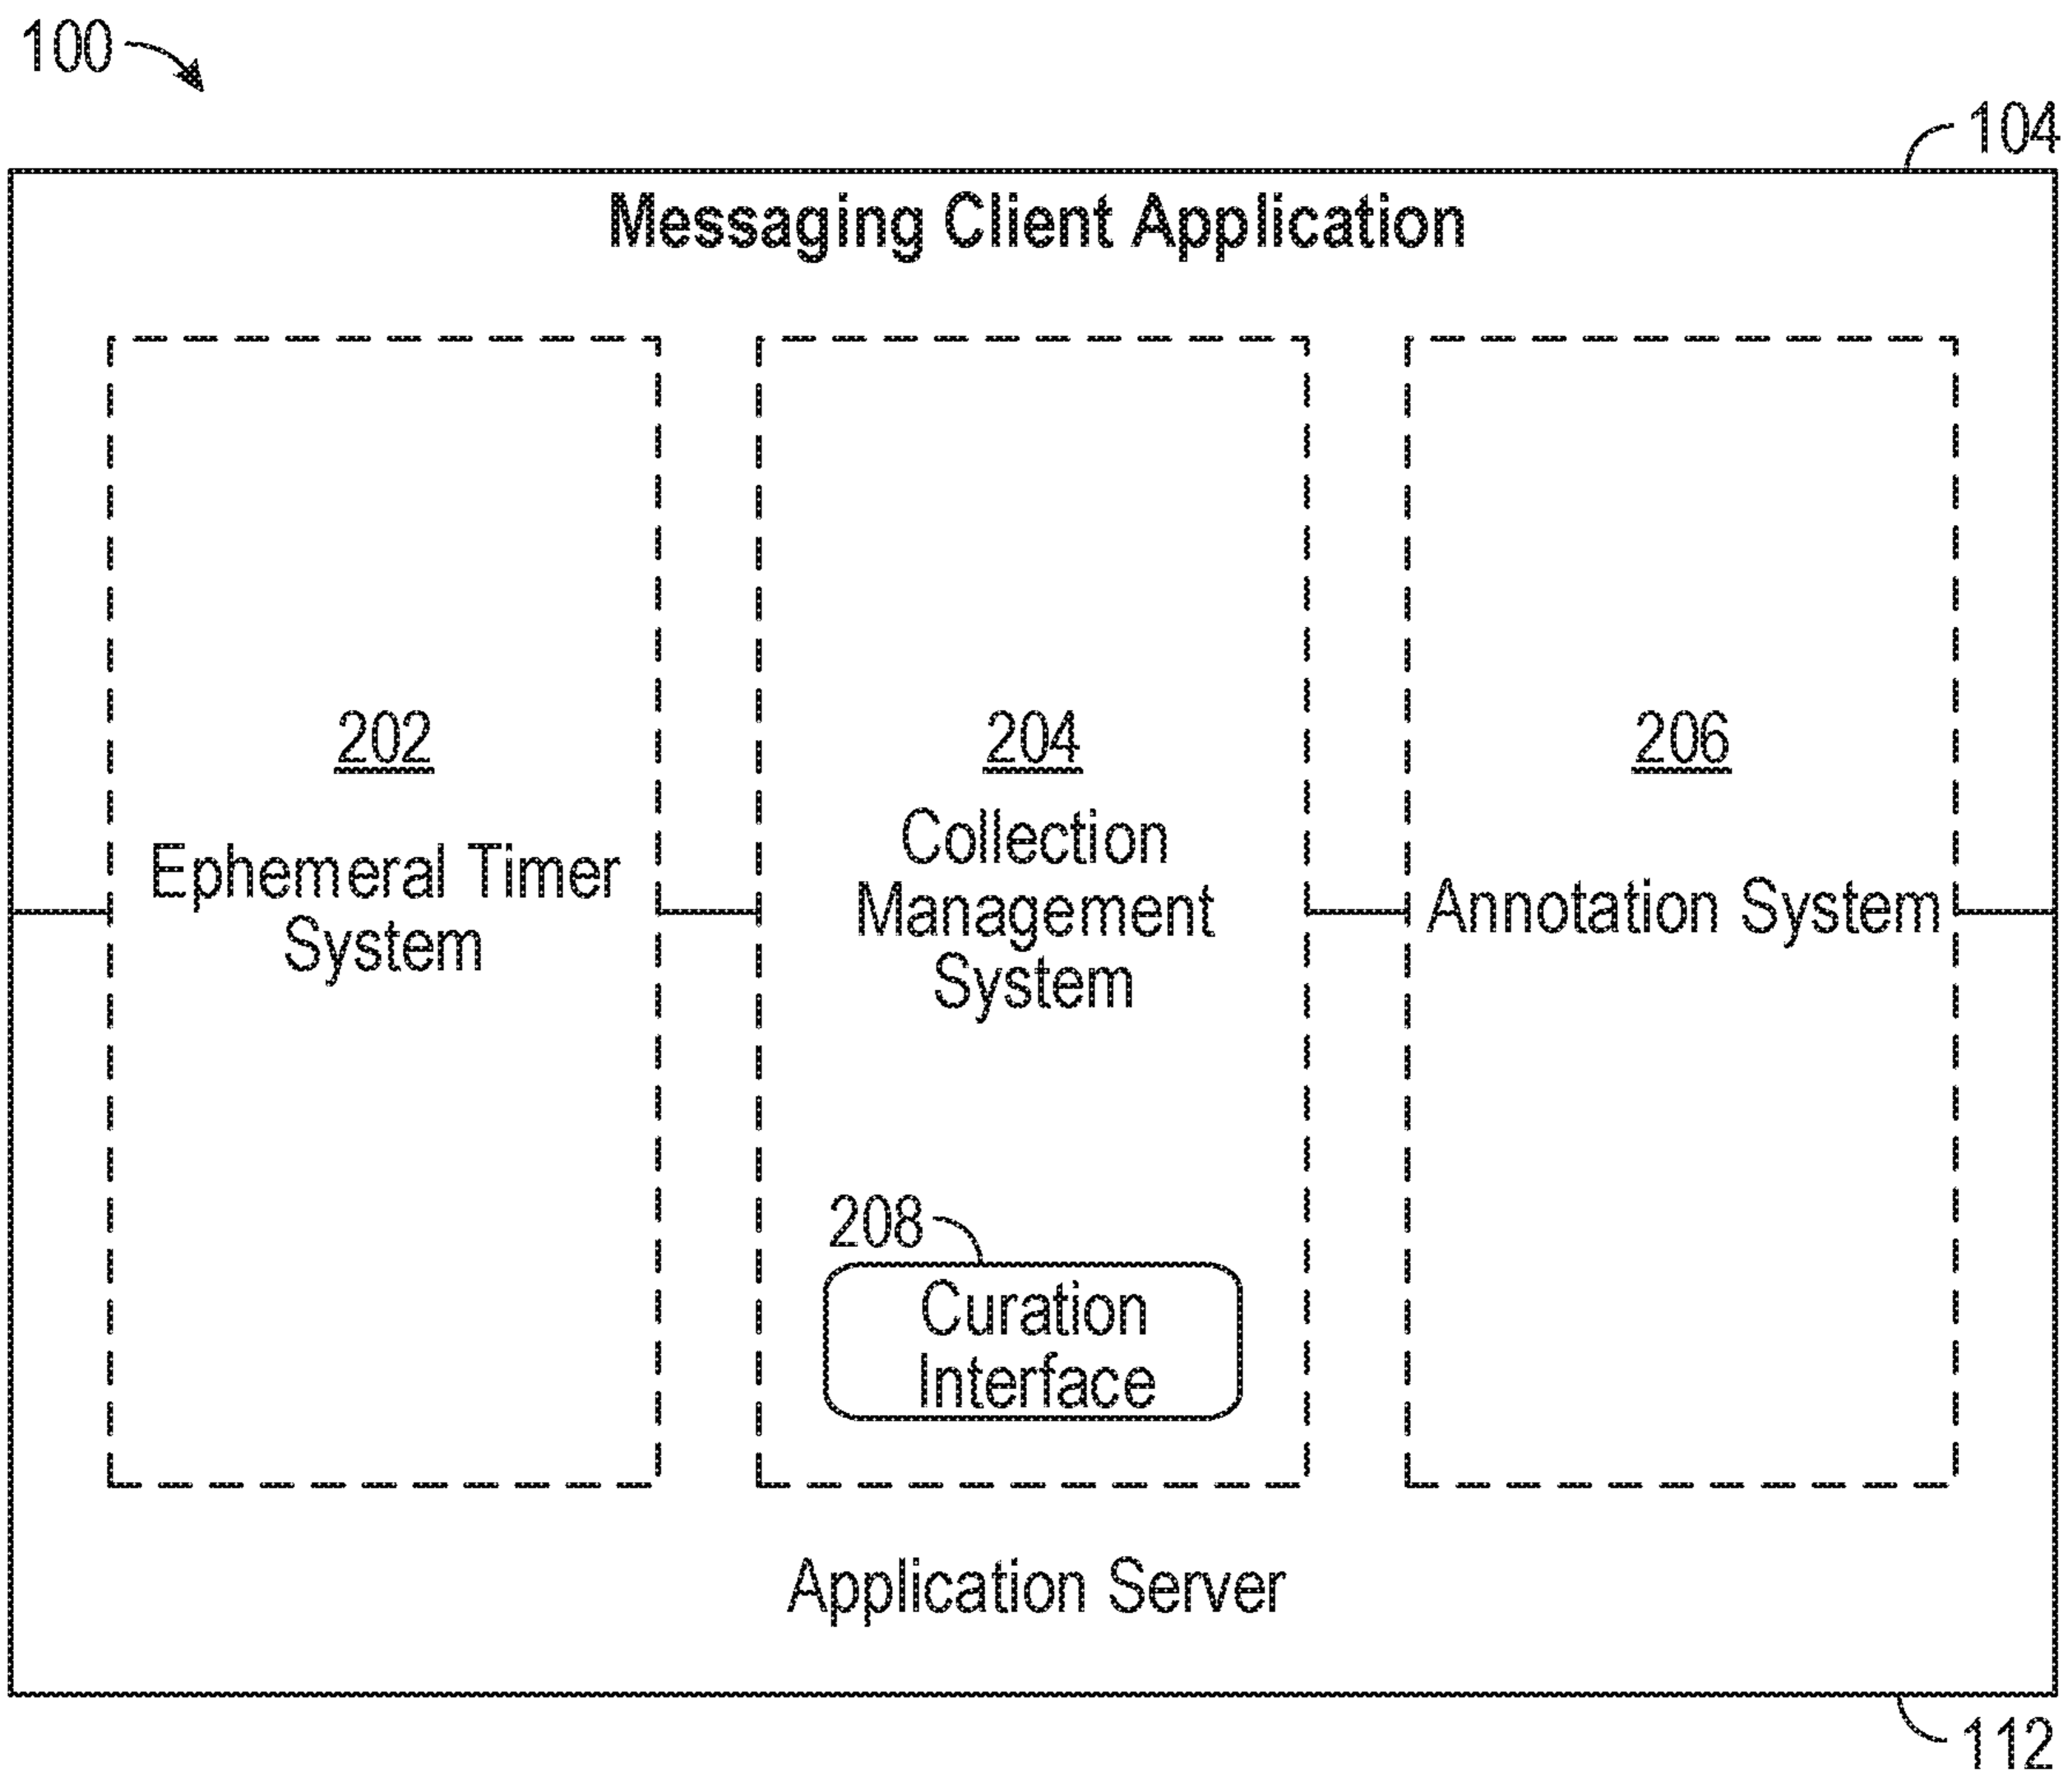 100
104
Messaging Client Application
202
Ephemeral Timer
System
204
Collection
Management
System
208
Curation
Interface
206
Annotation System
Application Server
112